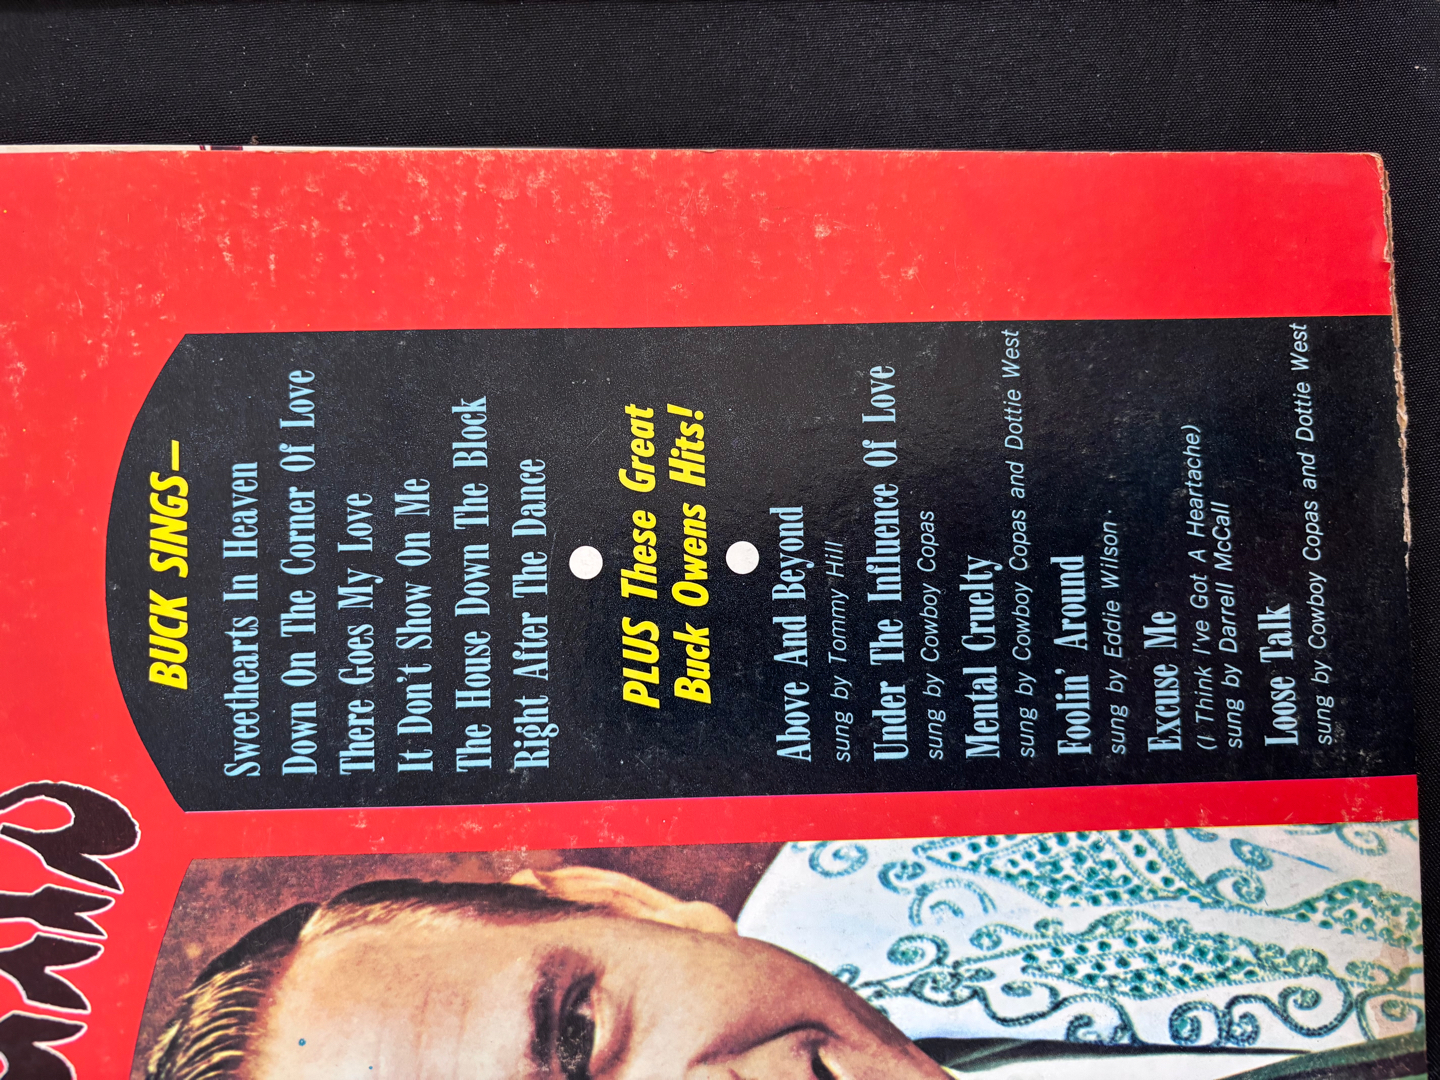 BUCK SINGS—
Sweethearts In Heaven
Down On The Corner Of Love
There Goes My Love
It Don't Show On Me
The House Down The Block
Right After The Dance
PLUS These Great
Buck Owens Hits!
Above And Beyond
sung by Tommy Hill
Under The Influence Of Love
sung by Cowboy Copas
Mental Cruelty
sung by Cowboy Copas and Dottie West
Foolin' Around
sung by Eddie Wilson
Excuse Me
(I Think I've Got A Heartache)
sung by Darrell McCall
Loose Talk
sung by Cowboy Copas and Dottie West